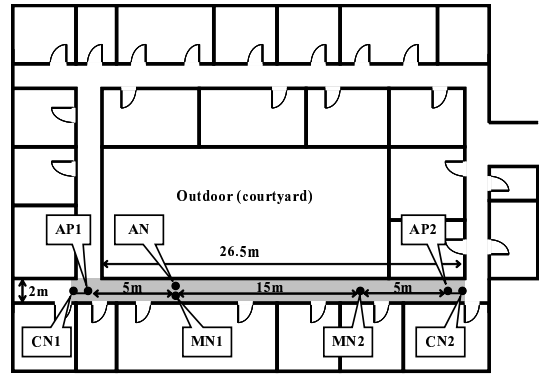 Outdoor (courtyard)
AP1
AN
AP2
26.5m
2m
5m
15m
5m
CN1
MN1
MN2
CN2